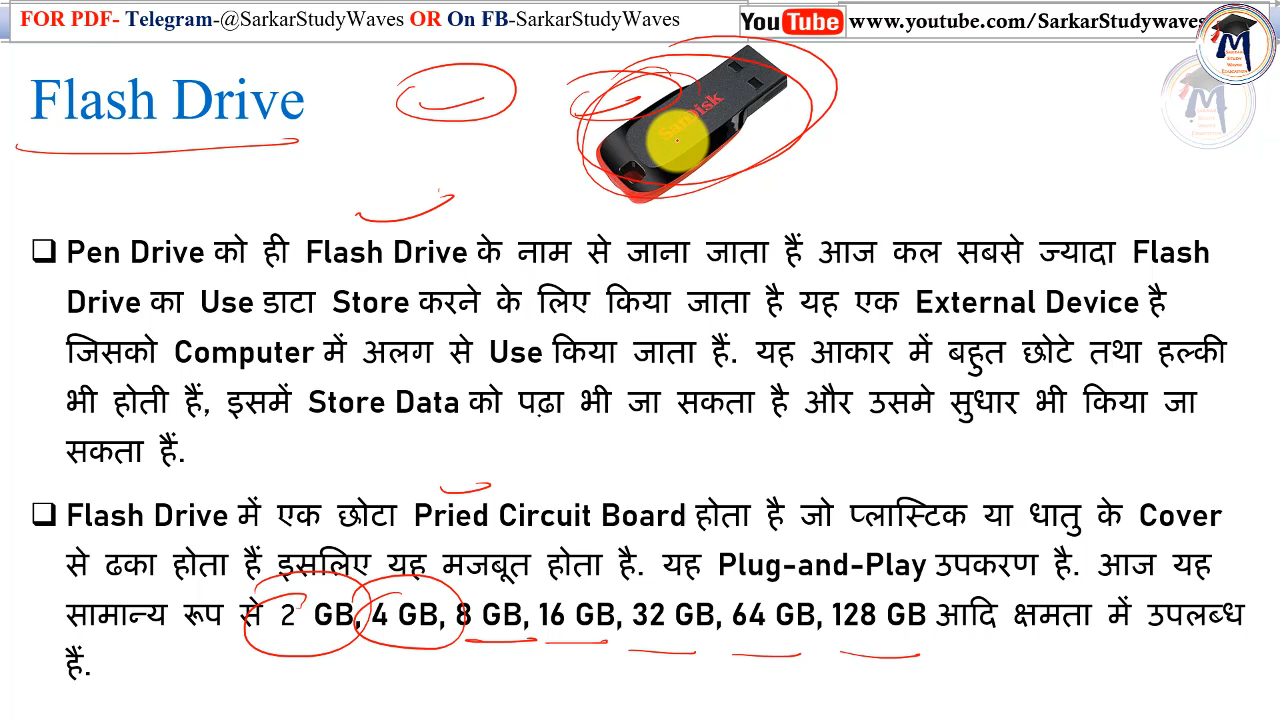 FOR PDF- Telegram-@SarkarStudyWaves OR On FB-SarkarStudyWaves
YouTube www.youtube.com/SarkarStudywaves
Flash Drive
SanDisk
❑ Pen Drive को ही Flash Drive के नाम से जाना जाता हैं आज कल सबसे ज्यादा Flash
Drive का Use डाटा Store करने के लिए किया जाता है यह एक External Device है
जिसको Computer में अलग से Use किया जाता हैं. यह आकार में बहुत छोटे तथा हल्की
भी होती हैं, इसमें Store Data को पढ़ा भी जा सकता है और उसमे सुधार भी किया जा
सकता हैं.
❑ Flash Drive में एक छोटा Pried Circuit Board होता है जो प्लास्टिक या धातु के Cover
से ढका होता हैं इसलिए यह मजबूत होता है. यह Plug-and-Play उपकरण है. आज यह
सामान्य रूप से 2 GB, 4 GB, 8 GB, 16 GB, 32 GB, 64 GB, 128 GB आदि क्षमता में उपलब्ध
हैं.